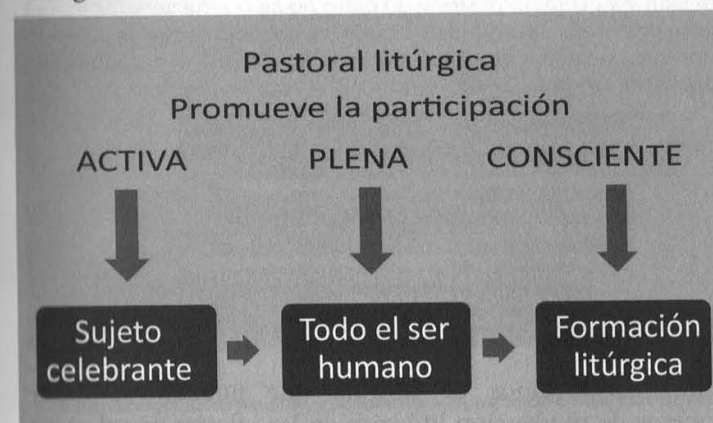 Pastoral litúrgica
Promueve la participación
ACTIVA PLENA CONSCIENTE
Sujeto celebrante
Todo el ser humano
Formación litúrgica